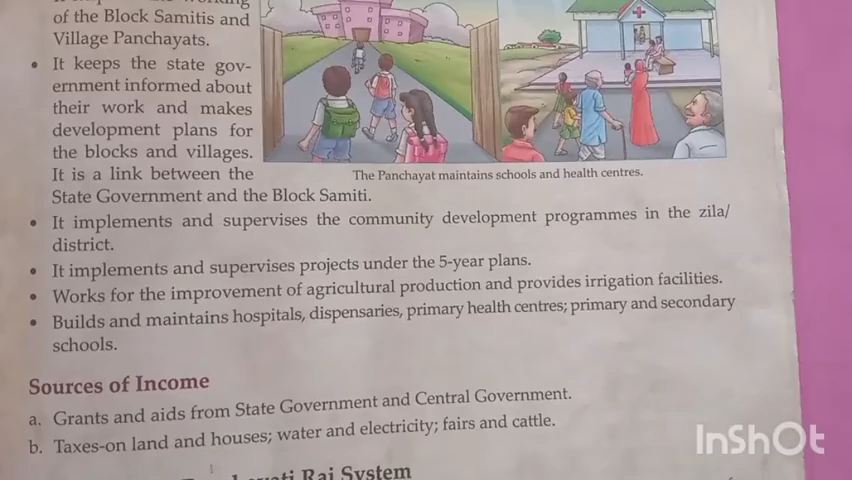 of the Block Samitis and
Village Panchayats.
• It keeps the state gov-
ernment informed about
their work and makes
development plans for
the blocks and villages.
It is a link between the
State Government and the Block Samiti.
The Panchayat maintains schools and health centres.
• It implements and supervises the community development programmes in the zila/
district.
• It implements and supervises projects under the 5-year plans.
• Works for the improvement of agricultural production and provides irrigation facilities.
• Builds and maintains hospitals, dispensaries, primary health centres; primary and secondary
schools.
Sources of Income
a. Grants and aids from State Government and Central Government.
b. Taxes-on land and houses; water and electricity; fairs and cattle.
Raj System
InShOt